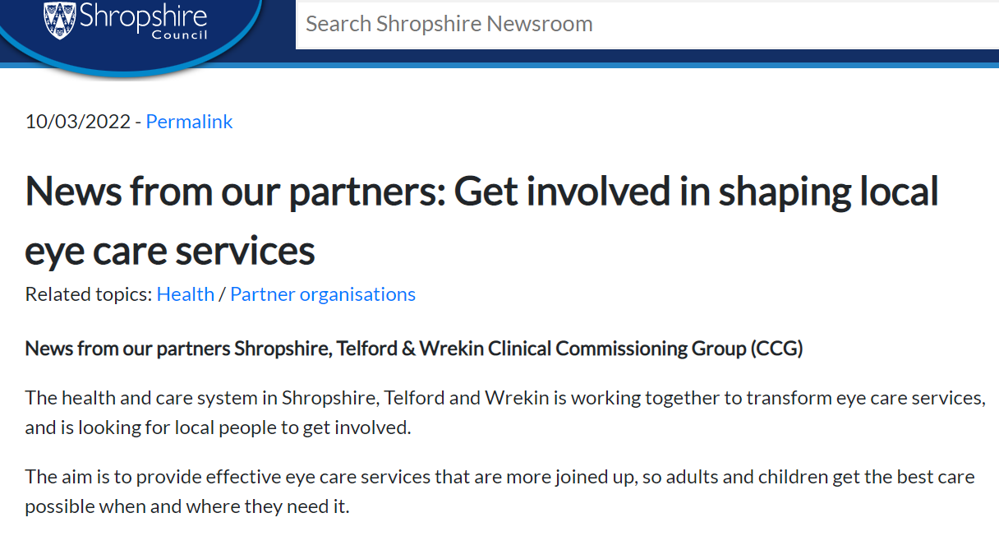 Shropshire
Council
Search Shropshire Newsroom
10/03/2022 - Permalink
News from our partners: Get involved in shaping local
eye care services
Related topics: Health / Partner organisations
News from our partners Shropshire, Telford & Wrekin Clinical Commissioning Group (CCG)
The health and care system in Shropshire, Telford and Wrekin is working together to transform eye care services,
and is looking for local people to get involved.
The aim is to provide effective eye care services that are more joined up, so adults and children get the best care
possible when and where they need it.